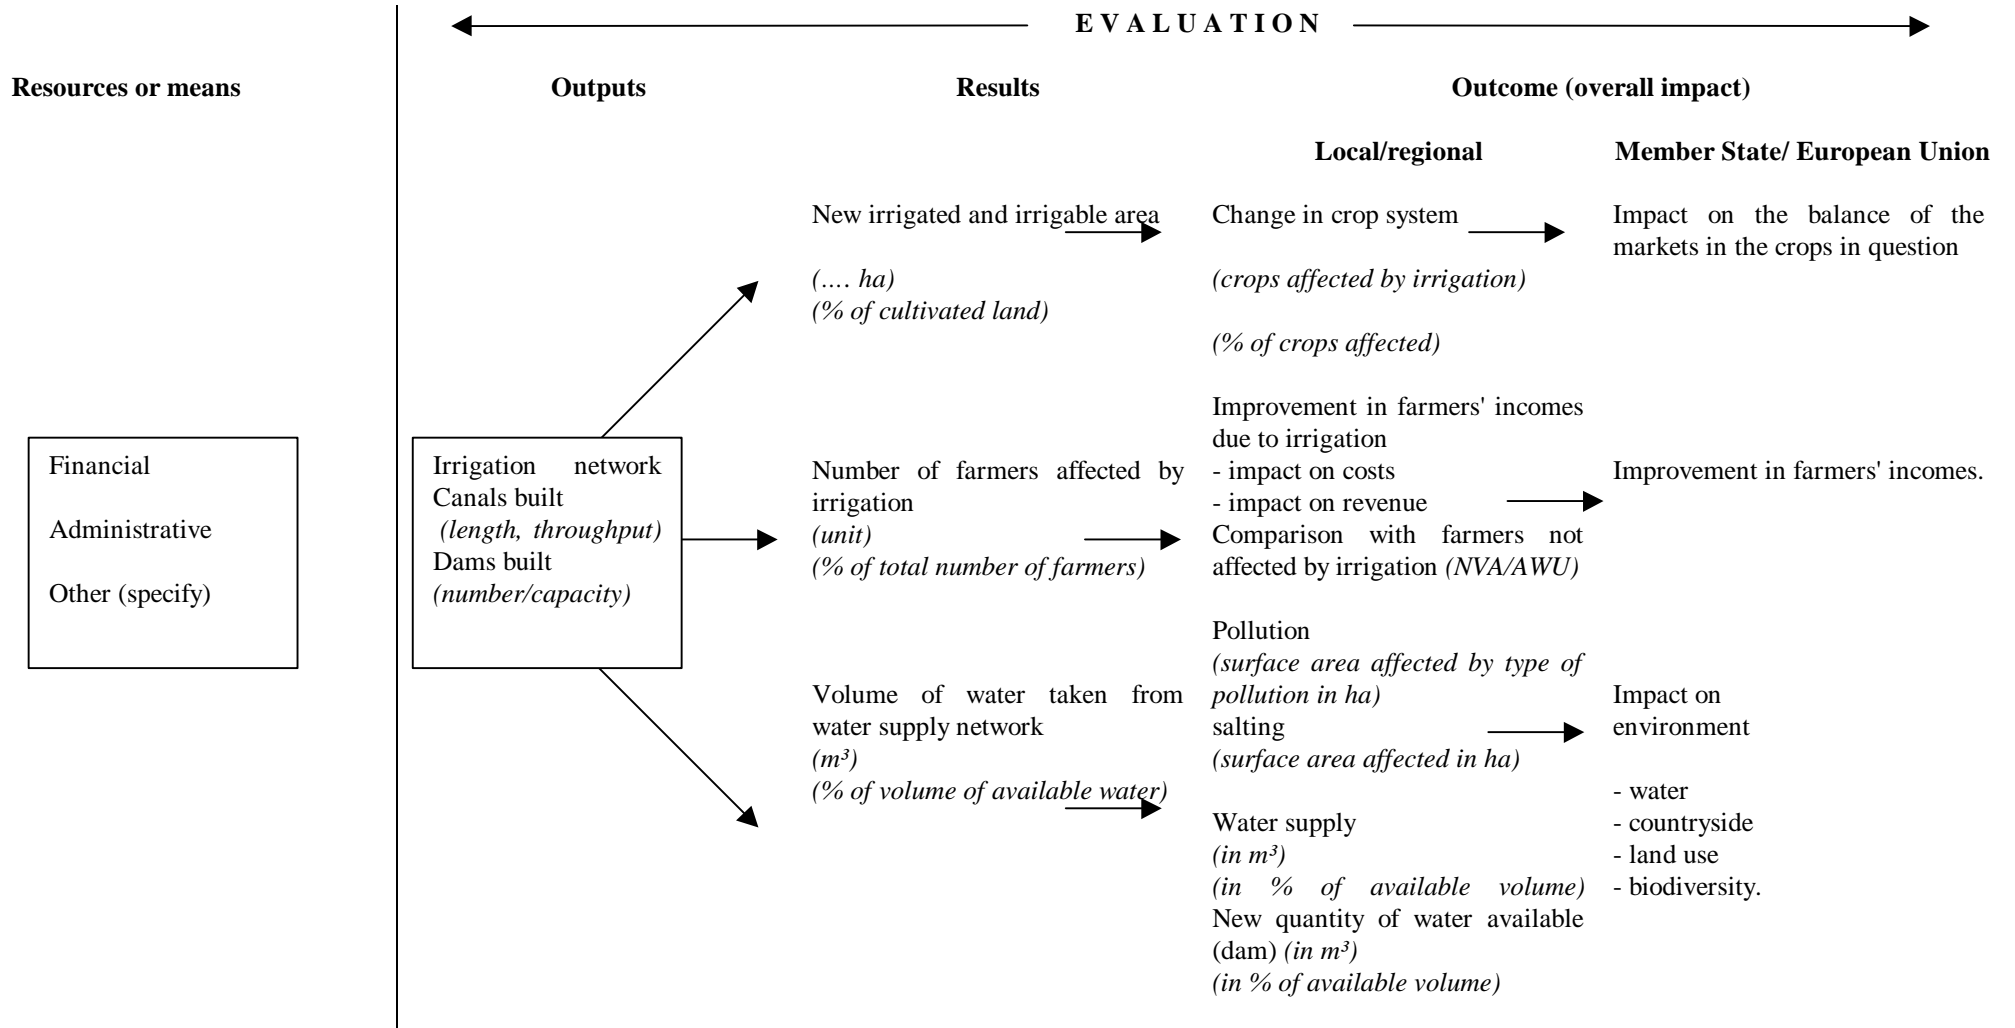 E V A L U A T I O N
Resources or means
Outputs
Results
Outcome (overall impact)
Local/regional
Member State/ European Union
New irrigated and irrigable area
(…. ha)
(% of cultivated land)
Change in crop system
(crops affected by irrigation)
(% of crops affected)
Impact on the balance of the
markets in the crops in question
Financial
Administrative
Other (specify)
Irrigation network
Canals built
(length, throughput)
Dams built
(number/capacity)
Number of farmers affected by
irrigation
(unit)
(% of total number of farmers)
Improvement in farmers' incomes
due to irrigation
- impact on costs
- impact on revenue
Comparison with farmers not
affected by irrigation (NVA/AWU)
Improvement in farmers' incomes.
Volume of water taken from
water supply network
(m³)
(% of volume of available water)
Pollution
(surface area affected by type of
pollution in ha)
salting
(surface area affected in ha)
Water supply
(in m³)
(in % of available volume)
New quantity of water available
(dam) (in m³)
(in % of available volume)
Impact on
environment
- water
- countryside
- land use
- biodiversity.